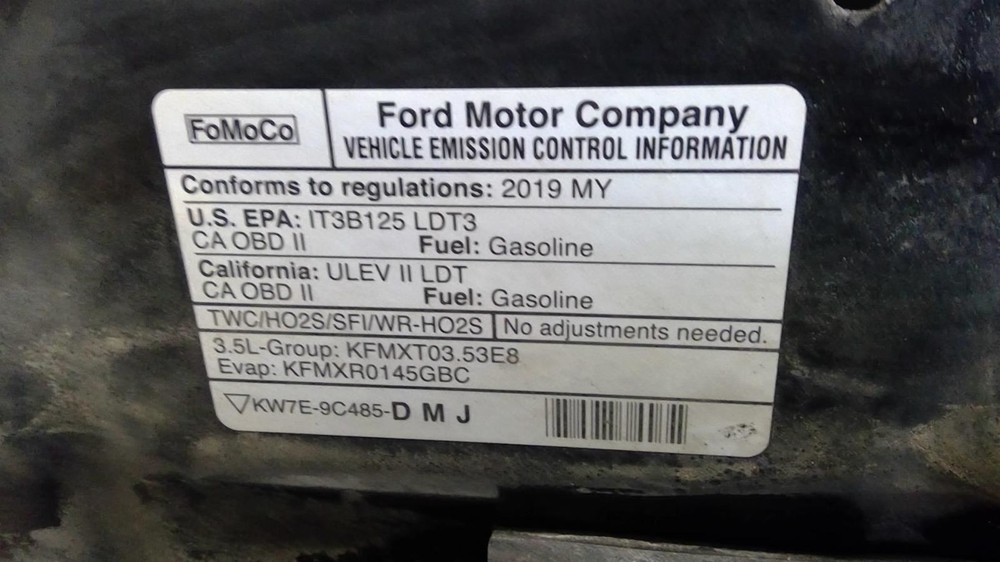 FoMoCo
Ford Motor Company
VEHICLE EMISSION CONTROL INFORMATION
Conforms to regulations: 2019 MY
U.S. EPA: IT3B125 LDT3
CA OBD II Fuel: Gasoline
California: ULEV II LDT
CA OBD II Fuel: Gasoline
TWC/HO2S/SFI/WR-HO2S No adjustments needed.
3.5L-Group: KFMXT03.53E8
Evap: KFMXR0145GBC
KW7E-9C485-D M J